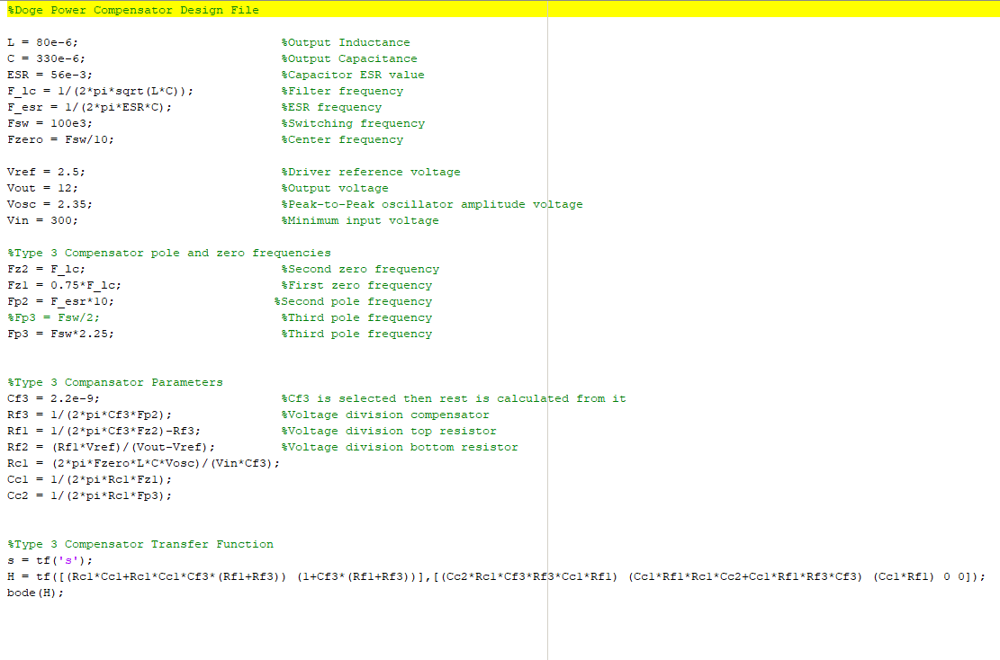 %Doge Power Compensator Design File
L = 80e-6; %Output Inductance
C = 330e-6; %Output Capacitance
ESR = 56e-3; %Capacitor ESR value
F_lc = 1/(2*pi*sqrt(L*C)); %Filter frequency
F_esr = 1/(2*pi*ESR*C); %ESR frequency
Fsw = 100e3; %Switching frequency
Fzero = Fsw/10; %Center frequency
Vref = 2.5; %Driver reference voltage
Vout = 12; %Output voltage
Vosc = 2.35; %Peak-to-Peak oscillator amplitude voltage
Vin = 300; %Minimum input voltage
%Type 3 Compensator pole and zero frequencies
Fz2 = F_lc; %Second zero frequency
Fz1 = 0.75*F_lc; %First zero frequency
Fp2 = F_esr*10; %Second pole frequency
%Fp3 = Fsw/2; %Third pole frequency
Fp3 = Fsw*2.25; %Third pole frequency
%Type 3 Compansator Parameters
Cf3 = 2.2e-9; %Cf3 is selected then rest is calculated from it
Rf3 = 1/(2*pi*Cf3*Fp2); %Voltage division compensator
Rf1 = 1/(2*pi*Cf3*Fz2)-Rf3; %Voltage division top resistor
Rf2 = (Rf1*Vref)/(Vout-Vref); %Voltage division bottom resistor
Rc1 = (2*pi*Fzero*L*C*Vosc)/(Vin*Cf3);
Cc1 = 1/(2*pi*Rc1*Fz1);
Cc2 = 1/(2*pi*Rc1*Fp3);
%Type 3 Compensator Transfer Function
s = tf('s');
H = tf([(Rc1*Cc1+Rc1*Cc1*Cf3*(Rf1+Rf3)) (1+Cf3*(Rf1+Rf3))],[(Cc2*Rc1*Cf3*Rf3*Cc1*Rf1) (Cc1*Rf1*Rc1*Cc2+Cc1*Rf1*Rf3*Cf3) (Cc1*Rf1) 0 0]);
bode(H);